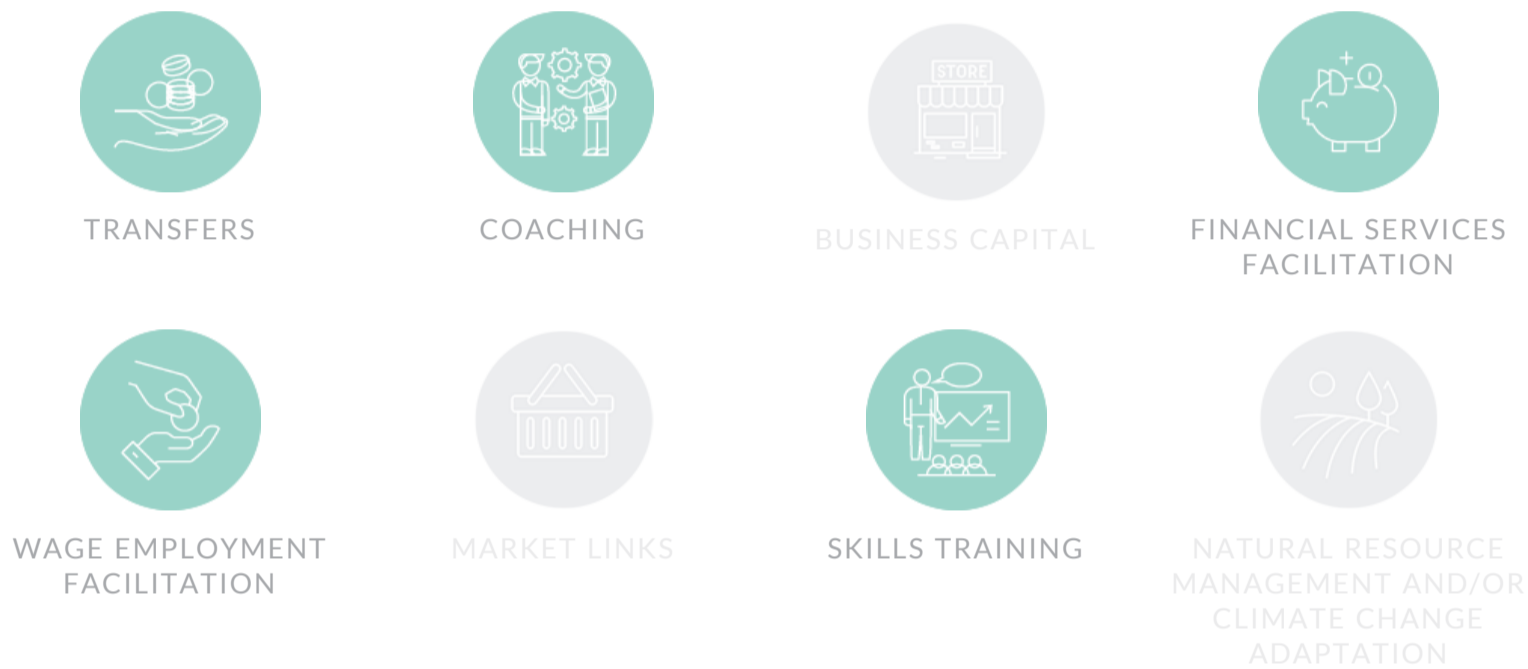 STORE
TRANSFERS
COACHING
BUSINESS CAPITAL
FINANCIAL SERVICES
FACILITATION
WAGE EMPLOYMENT
FACILITATION
MARKET LINKS
SKILLS TRAINING
NATURAL RESOURCE
MANAGEMENT AND/OR
CLIMATE CHANGE
ADAPTATION